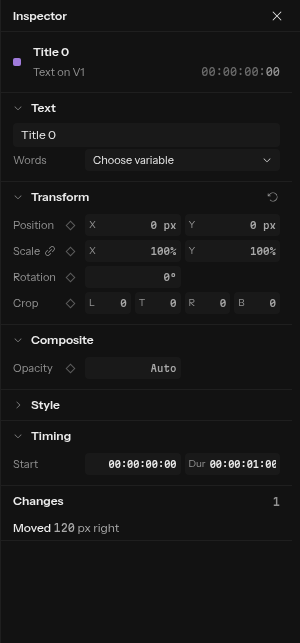 Inspector
Title 0
Text on V1 00:00:00:00
Text
Title 0
Words Choose variable
Transform
Position X 0 px Y 0 px
Scale X 100% Y 100%
Rotation 0°
Crop L 0 T 0 R 0 B 0
Composite
Opacity Auto
Style
Timing
Start 00:00:00:00 Dur 00:00:01:00
Changes 1
Moved 120 px right